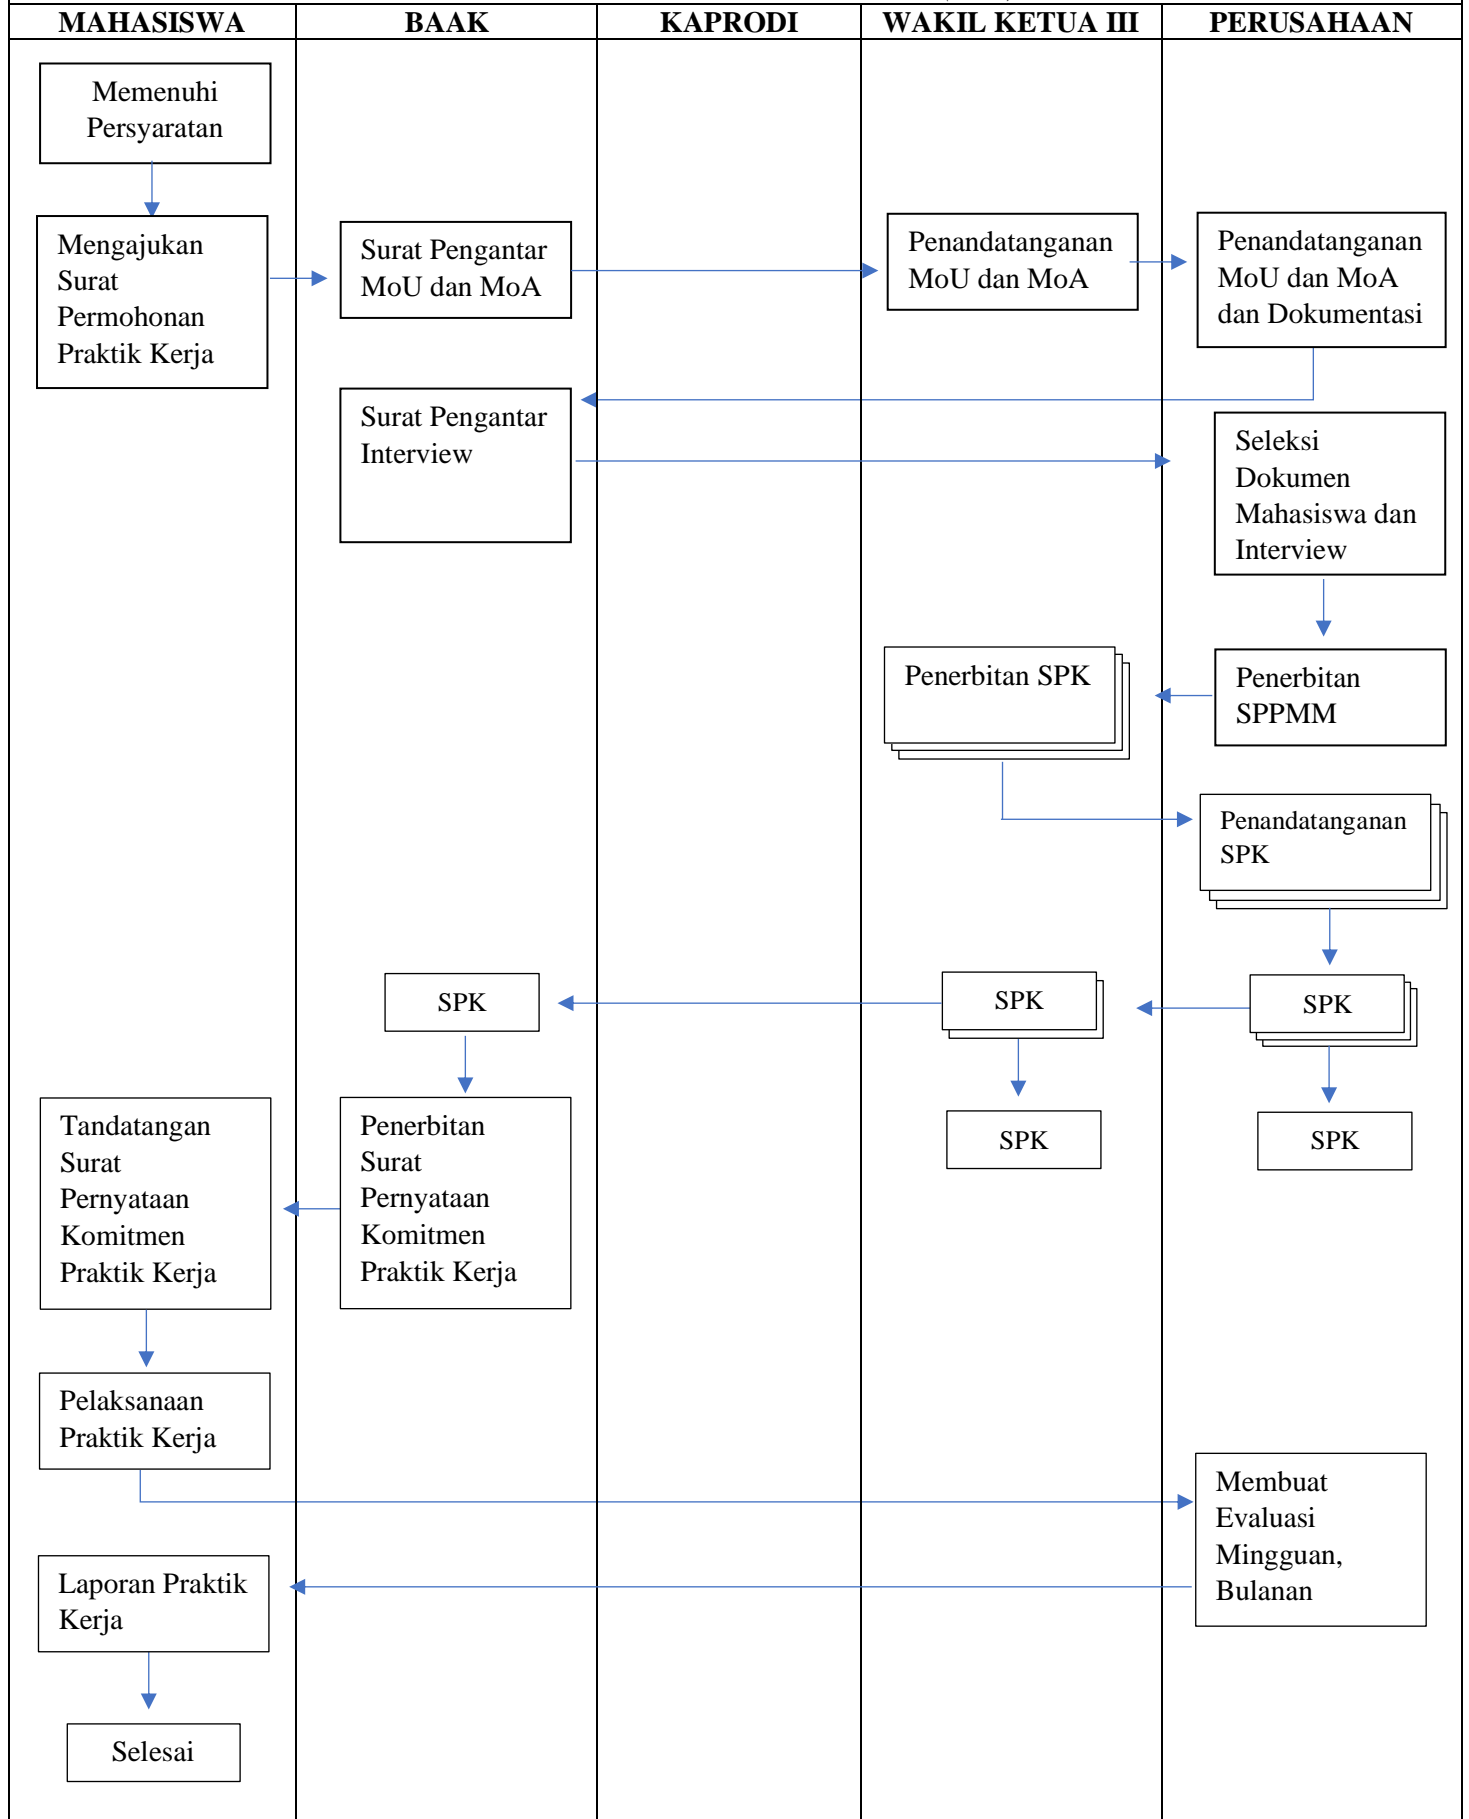 MAHASISWA BAAK KAPRODI WAKIL KETUA III PERUSAHAAN
Memenuhi
Persyaratan
Mengajukan
Surat
Permohonan
Praktik Kerja
Surat Pengantar
MoU dan MoA
Penandatanganan
MoU dan MoA
Penandatanganan
MoU dan MoA
dan Dokumentasi
Surat Pengantar
Interview
Seleksi
Dokumen
Mahasiswa dan
Interview
Penerbitan SPK
Penerbitan
SPPMM
Penandatanganan
SPK
SPK
SPK
SPK
SPK
SPK
Tandatangan
Surat
Pernyataan
Komitmen
Praktik Kerja
Penerbitan
Surat
Pernyataan
Komitmen
Praktik Kerja
Pelaksanaan
Praktik Kerja
Membuat
Evaluasi
Mingguan,
Bulanan
Laporan Praktik
Kerja
Selesai